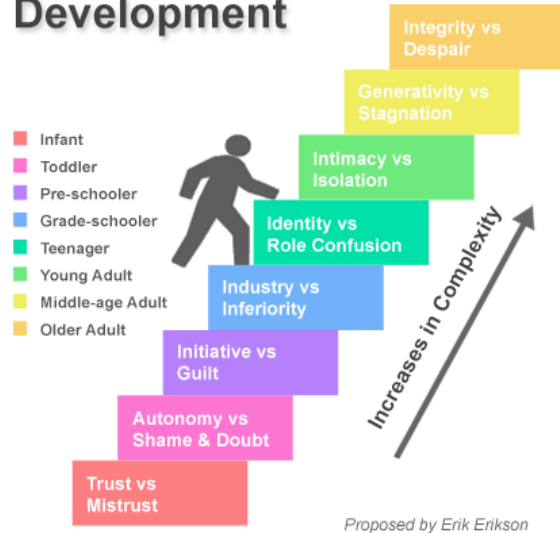 Development
Integrity vs
Despair
Generativity vs
Stagnation
Intimacy vs
Isolation
Identity vs
Role Confusion
Industry vs
Inferiority
Initiative vs
Guilt
Autonomy vs
Shame & Doubt
Trust vs
Mistrust
Infant
Toddler
Pre-schooler
Grade-schooler
Teenager
Young Adult
Middle-age Adult
Older Adult
Increases in Complexity
Proposed by Erik Erikson